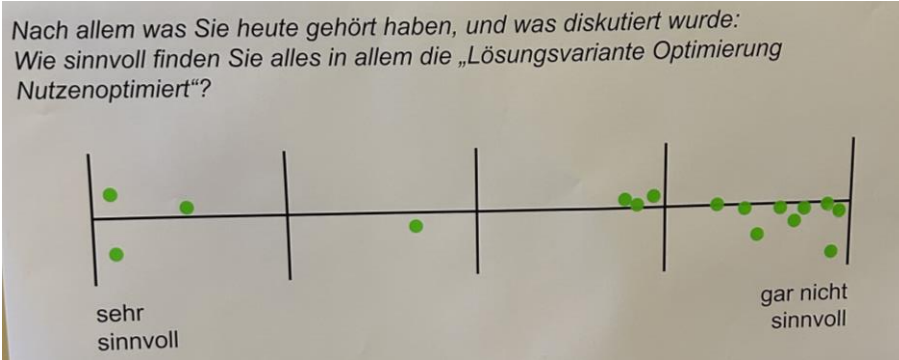 Nach allem was Sie heute gehört haben, und was diskutiert wurde:
Wie sinnvoll finden Sie alles in allem die „Lösungsvariante Optimierung
Nutzenoptimiert“?
sehr
sinnvoll
gar nicht
sinnvoll